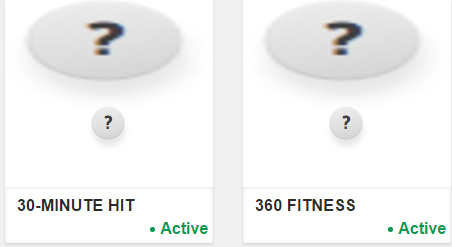 ? ?
? ?
30-MINUTE HIT 360 FITNESS
• Active • Active